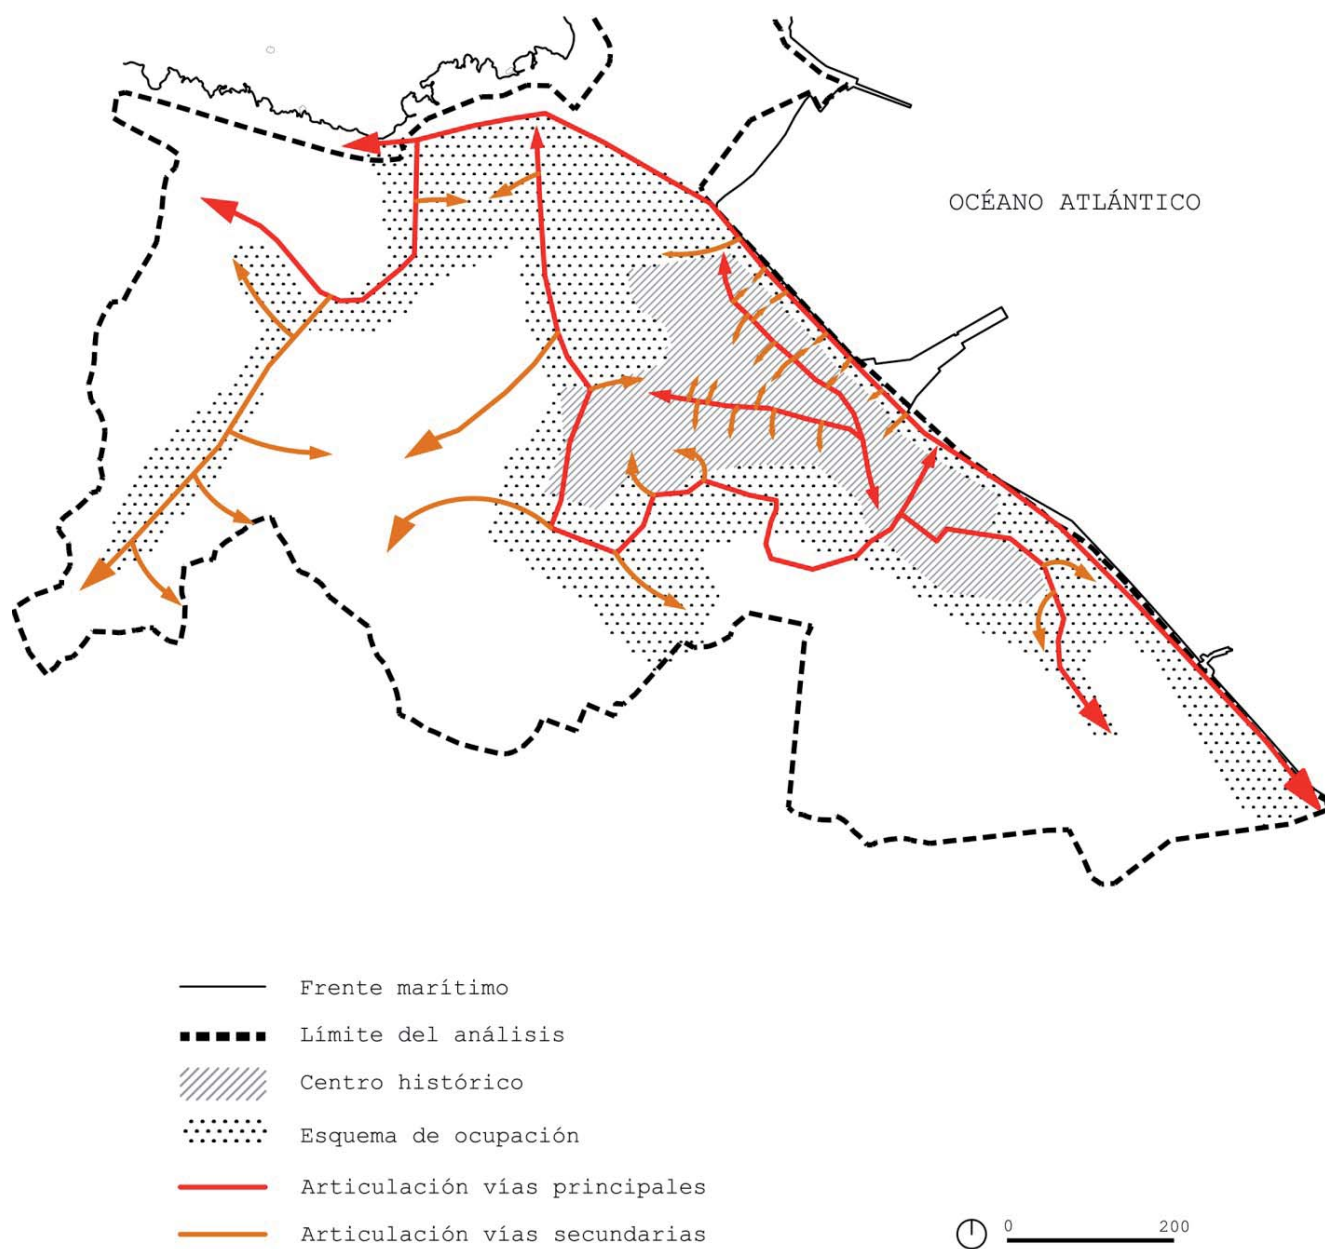 OCÉANO ATLÁNTICO
Frente marítimo
Límite del análisis
Centro histórico
Esquema de ocupación
Articulación vías principales
Articulación vías secundarias
0 200